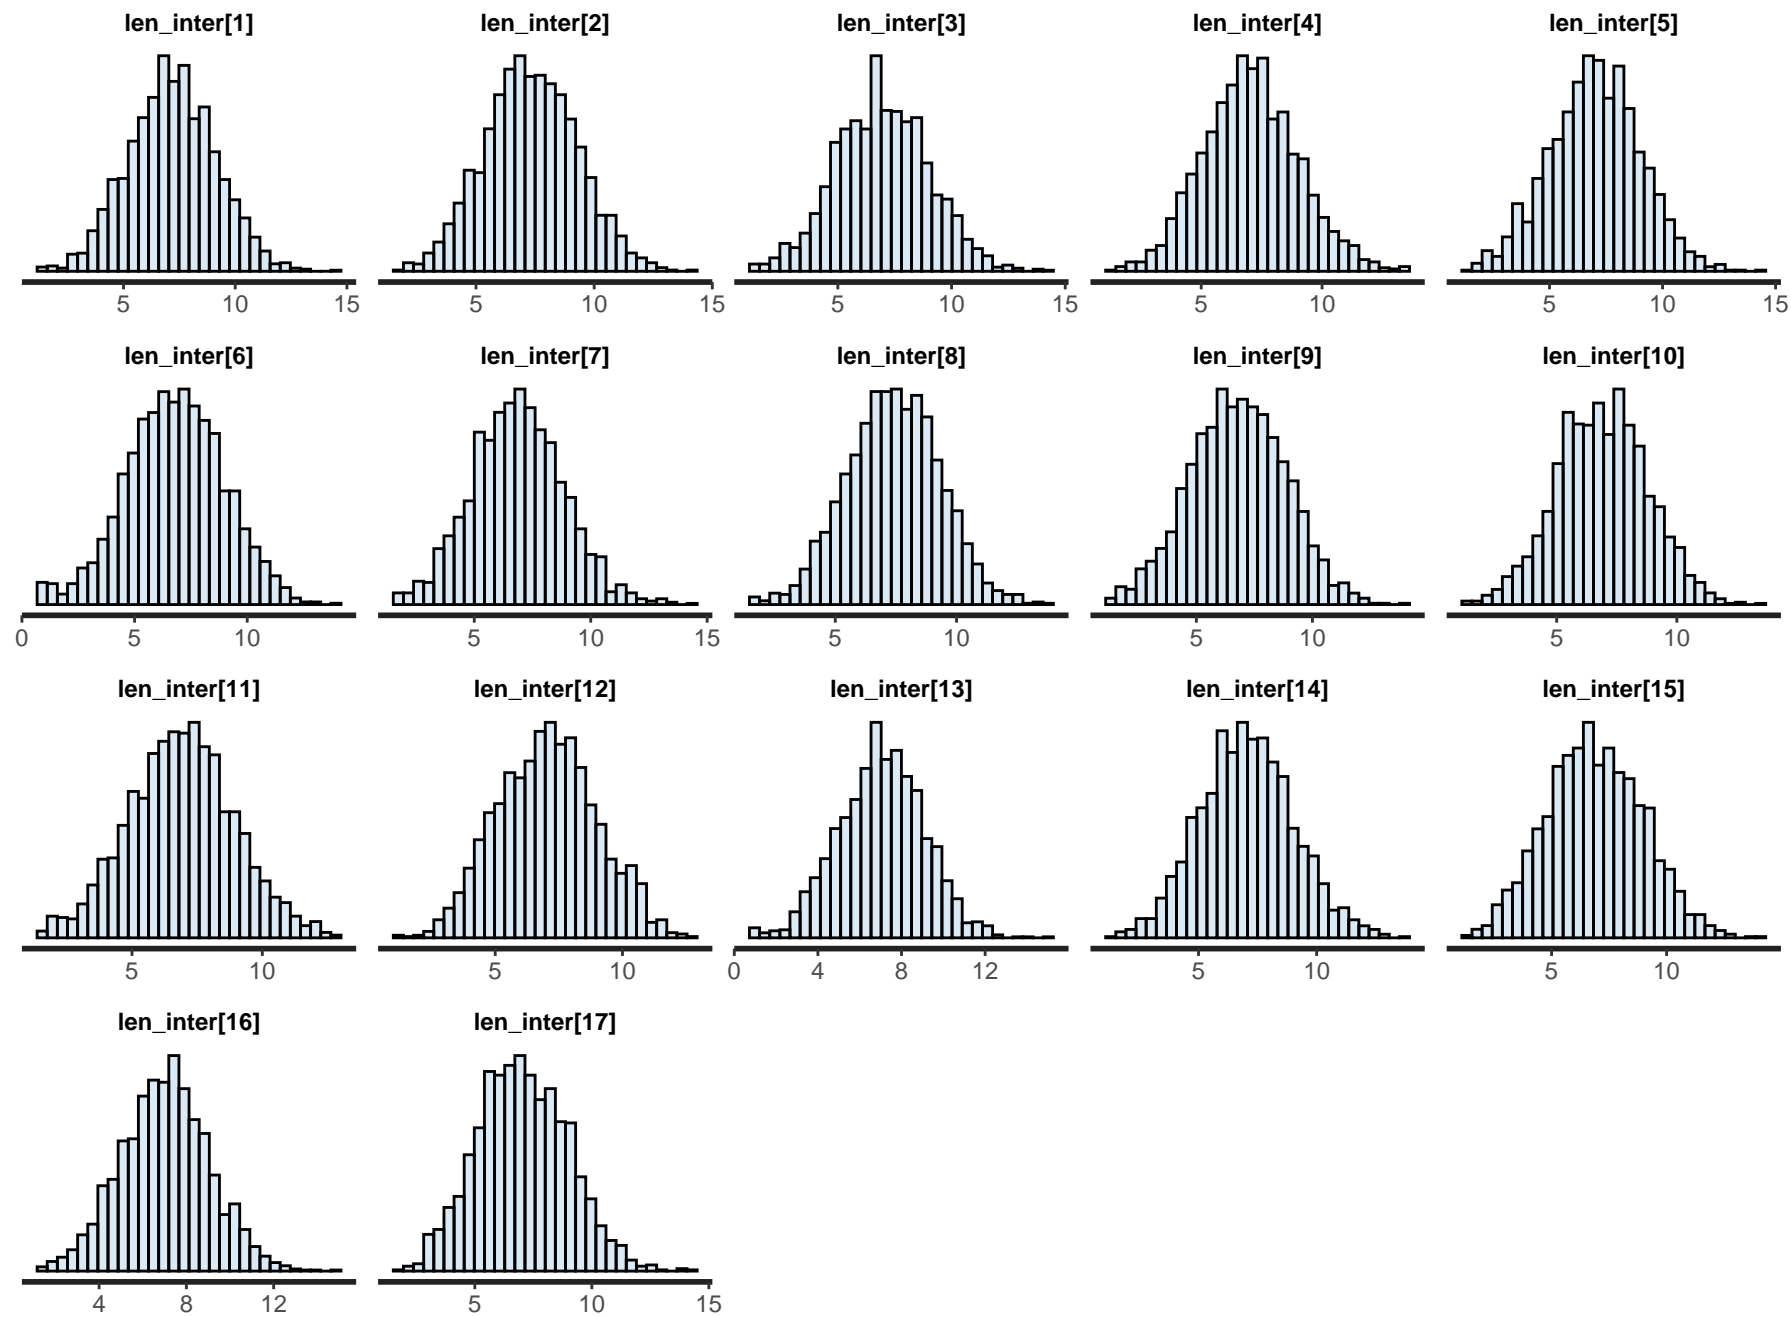 len_inter[1] len_inter[2] len_inter[3] len_inter[4] len_inter[5]
5 10 15 5 10 15 5 10 15 5 10 5 10 15
len_inter[6] len_inter[7] len_inter[8] len_inter[9] len_inter[10]
0 5 10 5 10 15 5 10 5 10 5 10
len_inter[11] len_inter[12] len_inter[13] len_inter[14] len_inter[15]
5 10 5 10 0 4 8 12 5 10 5 10
len_inter[16] len_inter[17]
4 8 12 5 10 15